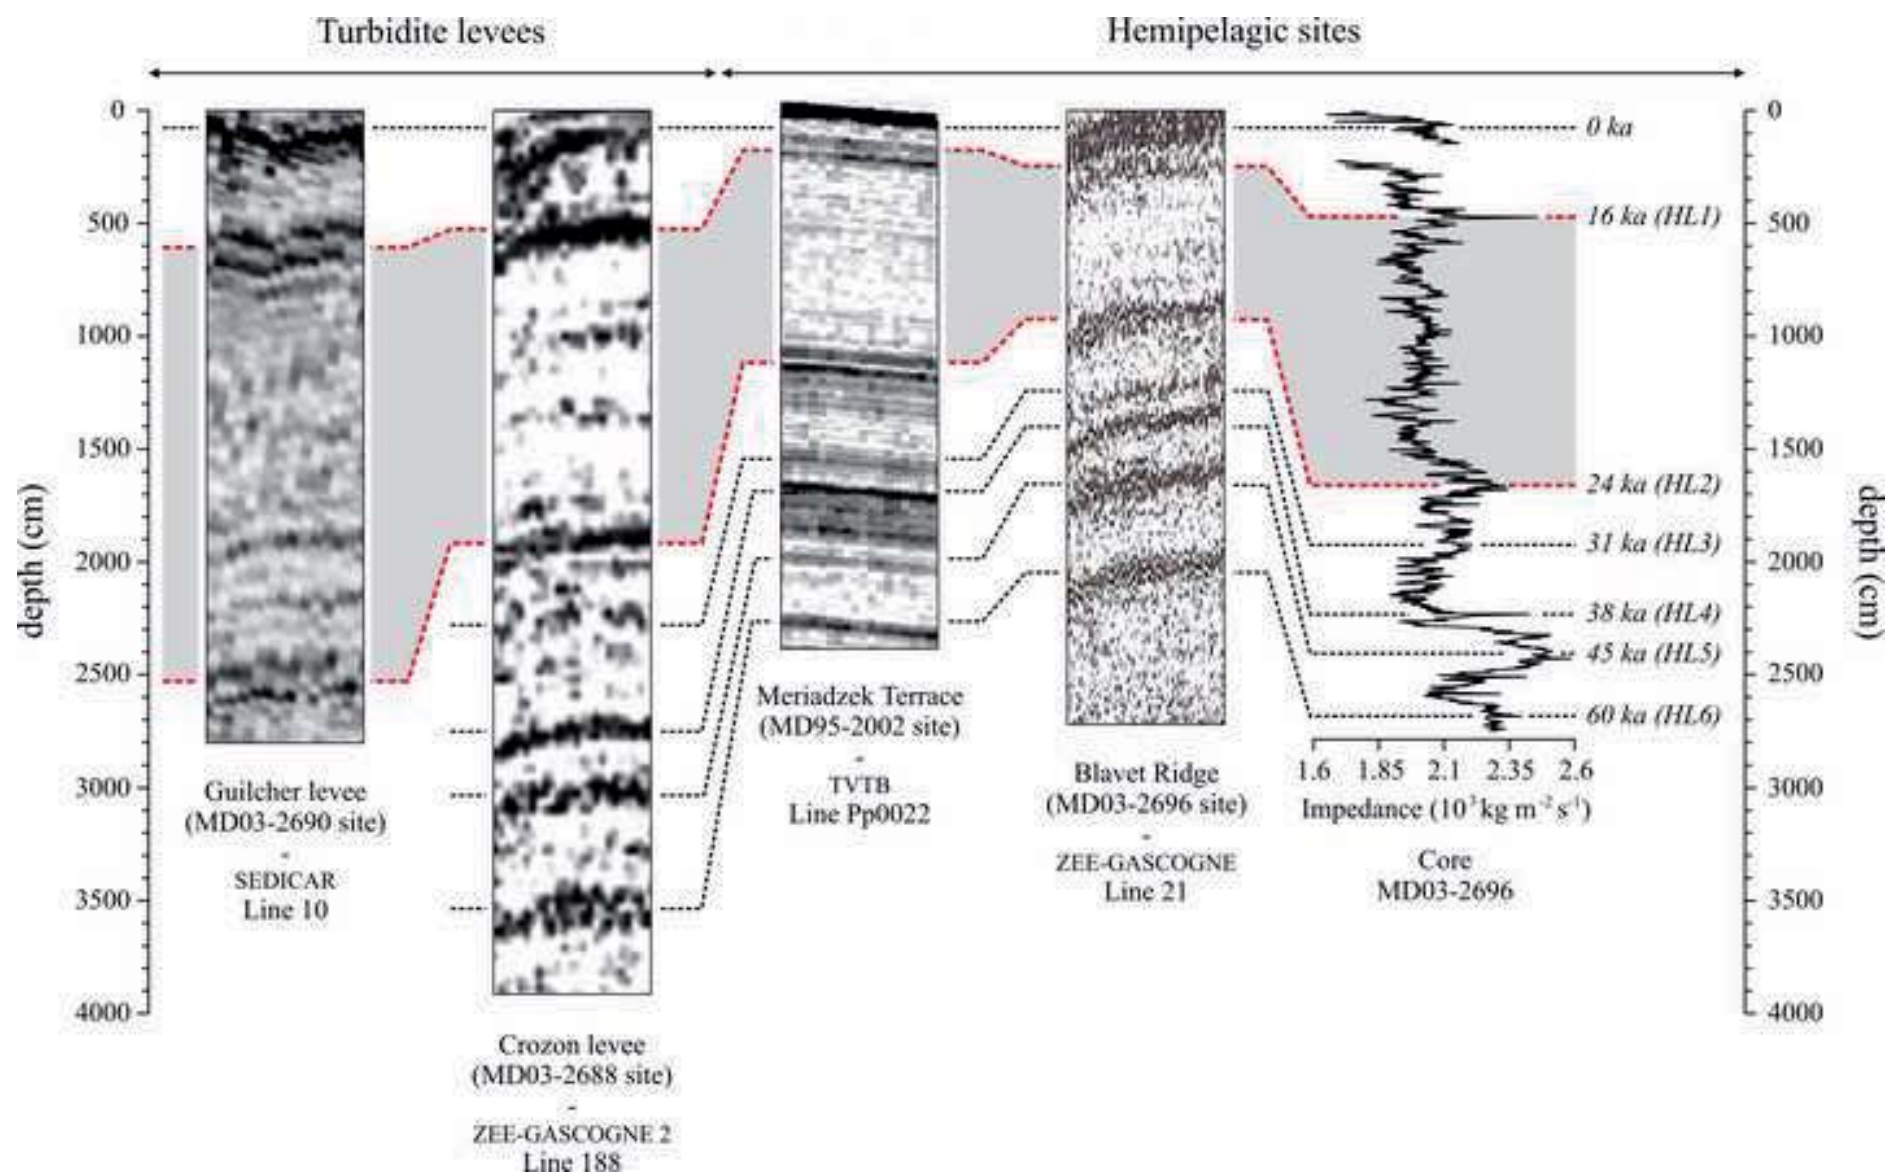 Turbidite levees
Hemipelagic sites
0
500
1000
1500
2000
2500
3000
3500
4000
depth (cm)
Guilcher levee
(MD03-2690 site)
-
SEDICAR
Line 10
Crozon levee
(MD03-2688 site)
-
ZEE-GASCOGNE 2
Line 188
Meriadzek Terrace
(MD95-2002 site)
-
TVTB
Line Pp0022
Blavet Ridge
(MD03-2696 site)
-
ZEE-GASCOGNE
Line 21
1.6 1.85 2.1 2.35 2.6
Impedance (10³ kg m⁻² s⁻¹)
Core
MD03-2696
0 ka
16 ka (HL1)
24 ka (HL2)
31 ka (HL3)
38 ka (HL4)
45 ka (HL5)
60 ka (HL6)
0
500
1000
1500
2000
2500
3000
3500
4000
depth (cm)